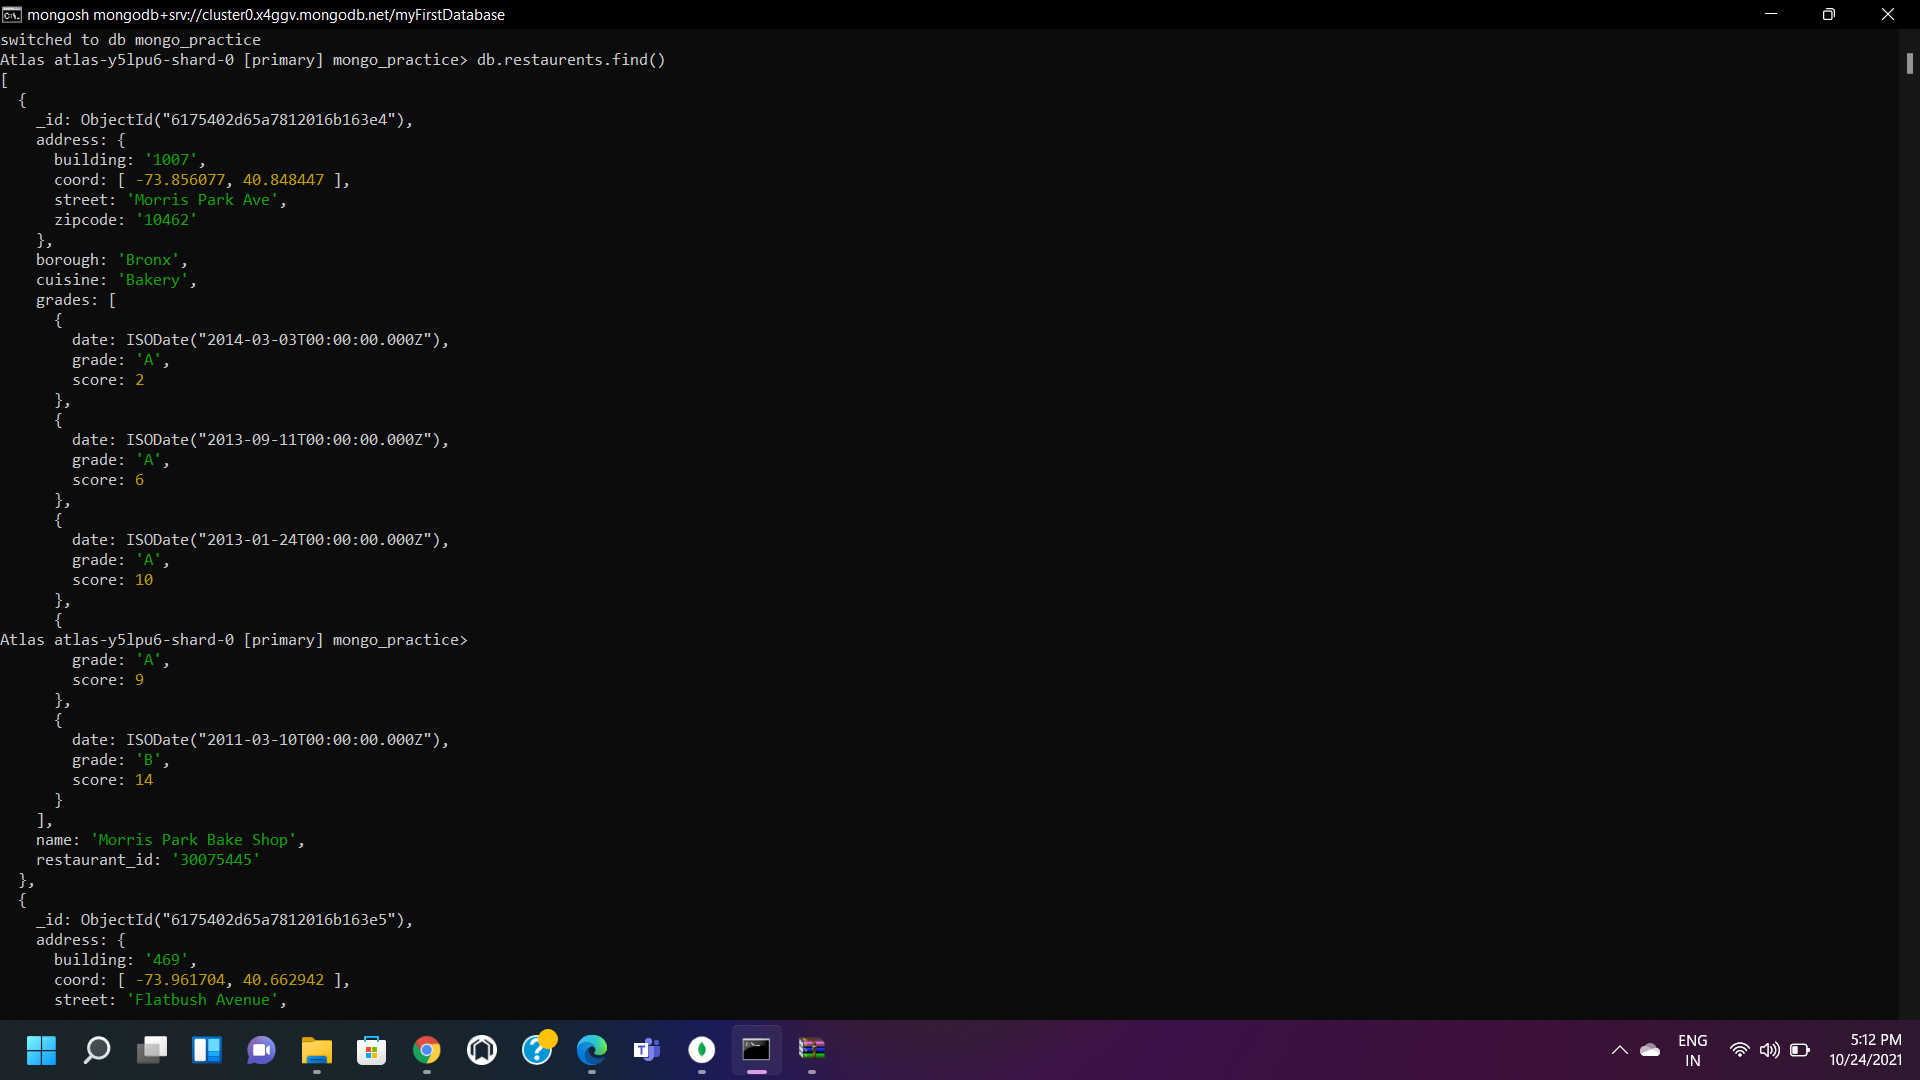 mongosh mongodb+srv://cluster0.x4ggv.mongodb.net/myFirstDatabase
switched to db mongo_practice
Atlas atlas-y5lpu6-shard-0 [primary] mongo_practice> db.restaurents.find()
[
  {
    _id: ObjectId("6175402d65a7812016b163e4"),
    address: {
      building: '1007',
      coord: [ -73.856077, 40.848447 ],
      street: 'Morris Park Ave',
      zipcode: '10462'
    },
    borough: 'Bronx',
    cuisine: 'Bakery',
    grades: [
      {
        date: ISODate("2014-03-03T00:00:00.000Z"),
        grade: 'A',
        score: 2
      },
      {
        date: ISODate("2013-09-11T00:00:00.000Z"),
        grade: 'A',
        score: 6
      },
      {
        date: ISODate("2013-01-24T00:00:00.000Z"),
        grade: 'A',
        score: 10
      },
      {
Atlas atlas-y5lpu6-shard-0 [primary] mongo_practice>
        grade: 'A',
        score: 9
      },
      {
        date: ISODate("2011-03-10T00:00:00.000Z"),
        grade: 'B',
        score: 14
      }
    ],
    name: 'Morris Park Bake Shop',
    restaurant_id: '30075445'
  },
  {
    _id: ObjectId("6175402d65a7812016b163e5"),
    address: {
      building: '469',
      coord: [ -73.961704, 40.662942 ],
      street: 'Flatbush Avenue',
ENG
IN
5:12 PM
10/24/2021